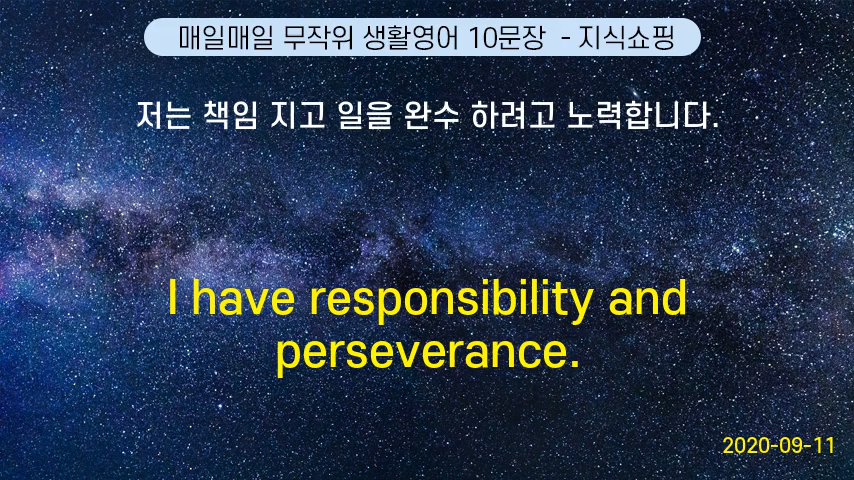 매일매일 무작위 생활영어 10문장 - 지식쇼핑
저는 책임 지고 일을 완수 하려고 노력합니다.
I have responsibility and
perseverance.
2020-09-11